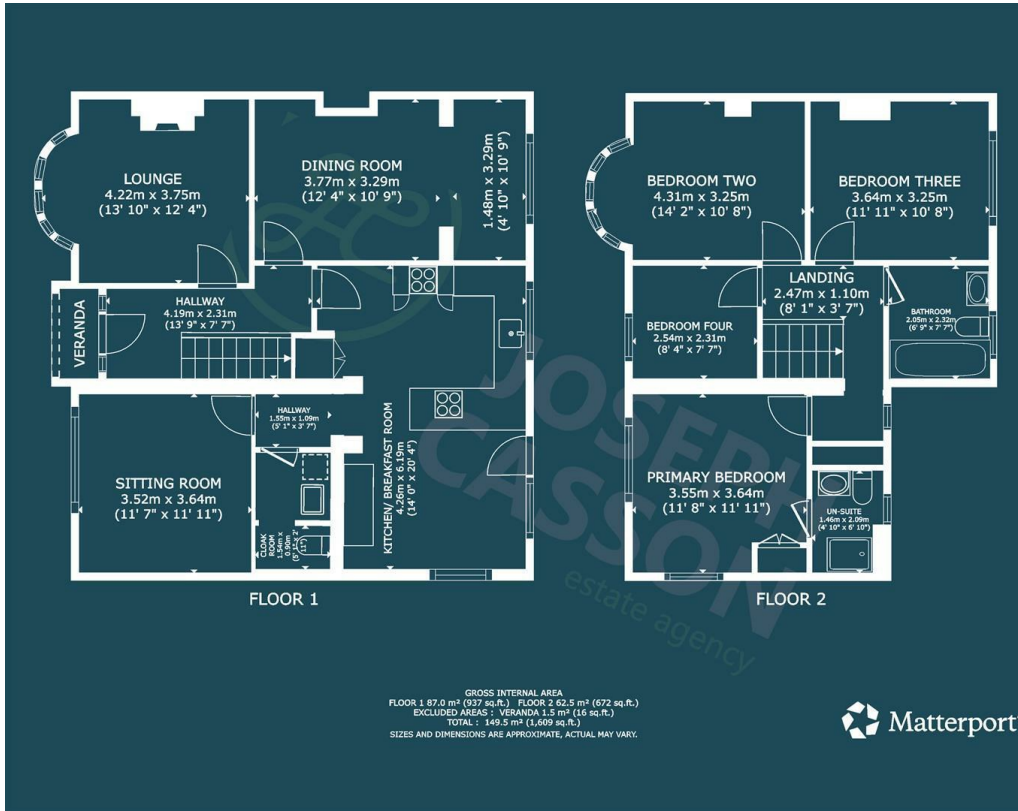 LOUNGE
4.22m x 3.75m
(13' 10" x 12' 4")
DINING ROOM
3.77m x 3.29m
(12' 4" x 10' 9")
1.48m x 3.29m
(4' 10" x 10' 9")
VERANDA
HALLWAY
4.19m x 2.31m
(13' 9" x 7' 7")
HALLWAY
1.55m x 1.09m
(5' 1" x 3' 7")
SITTING ROOM
3.52m x 3.64m
(11' 7" x 11' 11")
CLOAK
ROOM
1.54m x
0.90m
(5' 1" x 2'
11")
KITCHEN/ BREAKFAST ROOM
4.26m x 6.19m
(14' 0" x 20' 4")
FLOOR 1
BEDROOM TWO
4.31m x 3.25m
(14' 2" x 10' 8")
BEDROOM THREE
3.64m x 3.25m
(11' 11" x 10' 8")
LANDING
2.47m x 1.10m
(8' 1" x 3' 7")
BATHROOM
2.05m x 2.32m
(6' 9" x 7' 7")
BEDROOM FOUR
2.54m x 2.31m
(8' 4" x 7' 7")
PRIMARY BEDROOM
3.55m x 3.64m
(11' 8" x 11' 11")
UN-SUITE
1.46m x 2.09m
(4' 10" x 6' 10")
FLOOR 2
JOSEPH
CASSON
estate agency
GROSS INTERNAL AREA
FLOOR 1 87.0 m² (937 sq.ft.) FLOOR 2 62.5 m² (672 sq.ft.)
EXCLUDED AREAS : VERANDA 1.5 m² (16 sq.ft.)
TOTAL : 149.5 m² (1,609 sq.ft.)
SIZES AND DIMENSIONS ARE APPROXIMATE, ACTUAL MAY VARY.
Matterport